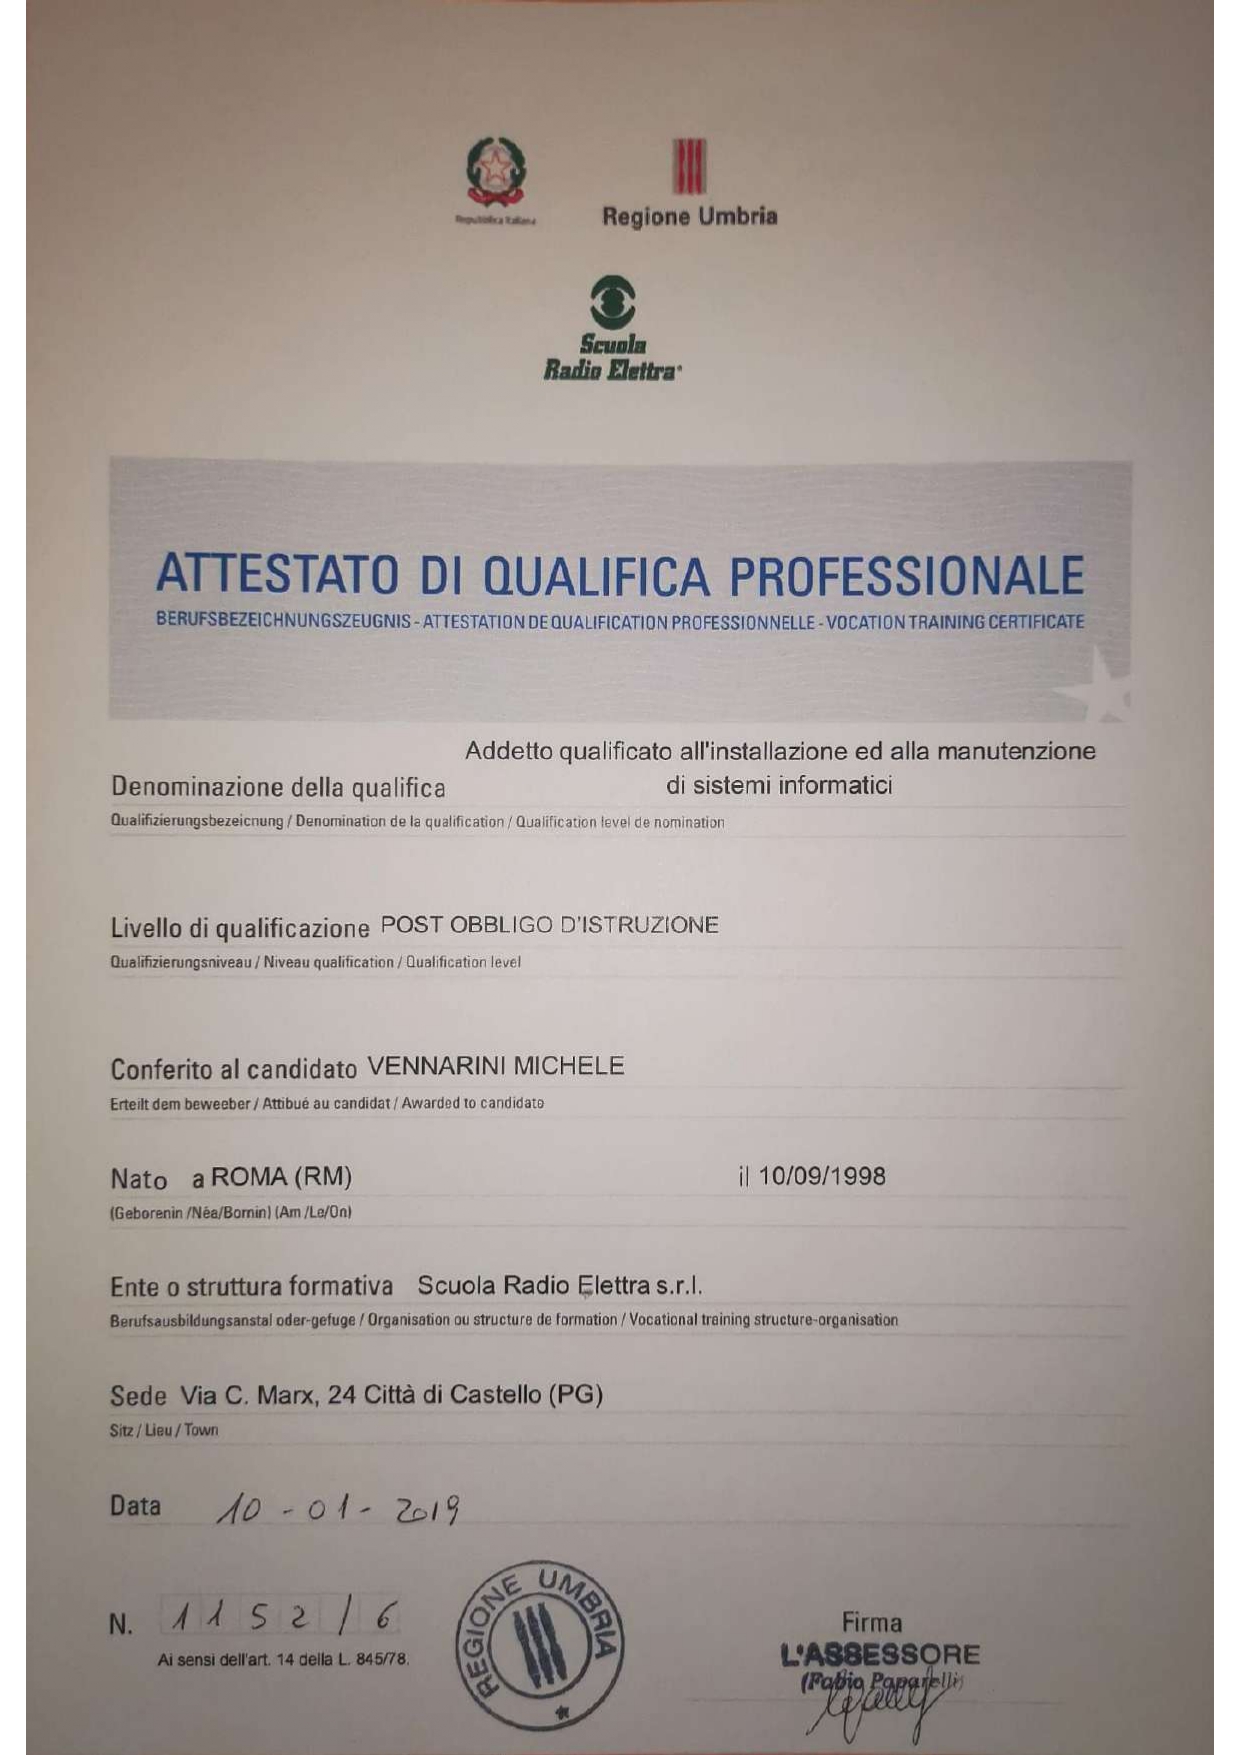 Repubblica Italiana
Regione Umbria
Scuola
Radio Elettra
ATTESTATO DI QUALIFICA PROFESSIONALE
BERUFSBEZEICHNUNGSZEUGNIS - ATTESTATION DE QUALIFICATION PROFESSIONNELLE - VOCATION TRAINING CERTIFICATE
Addetto qualificato all'installazione ed alla manutenzione
Denominazione della qualifica di sistemi informatici
Qualifizierungsbezeicnung / Denomination de la qualification / Qualification level de nomination
Livello di qualificazione POST OBBLIGO D'ISTRUZIONE
Qualifizierungsniveau / Niveau qualification / Qualification level
Conferito al candidato VENNARINI MICHELE
Erteilt dem beweeber / Attibué au candidat / Awarded to candidato
Nato a ROMA (RM) il 10/09/1998
(Geborenin /Nèa/Bornin) (Am /Le/On)
Ente o struttura formativa Scuola Radio Elettra s.r.l.
Berufsausbildungsanstal oder-gefuge / Organisation ou structure de formation / Vocational treining structure-organisation
Sede Via C. Marx, 24 Città di Castello (PG)
Sitz / Lieu / Town
Data 10-01-2019
N. 1152/6
Ai sensi dell'art. 14 della L. 845/78.
REGIONE UMBRIA
Firma
L'ASSESSORE
(Fabio Paparelli)